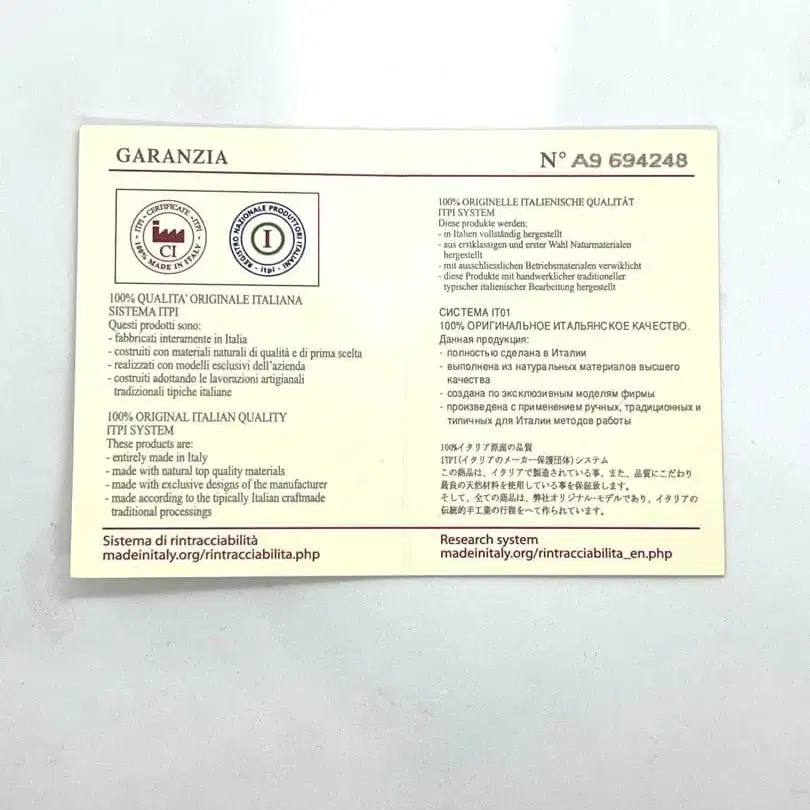 GARANZIA
N° A9 694248
ITPI - CERTIFICATE - ITPI
CI
100% MADE IN ITALY
REGISTRO NAZIONALE PRODUTTORI ITALIANI
I
- itpi -
100% QUALITA' ORIGINALE ITALIANA
SISTEMA ITPI
Questi prodotti sono:
- fabbricati interamente in Italia
- costruiti con materiali naturali di qualità e di prima scelta
- realizzati con modelli esclusivi dell'azienda
- costruiti adottando le lavorazioni artigianali
tradizionali tipiche italiane
100% ORIGINAL ITALIAN QUALITY
ITPI SYSTEM
These products are:
- entirely made in Italy
- made with natural top quality materials
- made with exclusive designs of the manufacturer
- made according to the tipically Italian craftmade
traditional processings
Sistema di rintracciabilità
madeinitaly.org/rintracciabilita.php
100% ORIGINELLE ITALIENISCHE QUALITÄT
ITPI SYSTEM
Diese produkte werden:
- in Italien vollständig hergestellt
- aus erstklassigen und erster Wahl Naturmaterialen
hergestellt
- mit ausschliesslichen Betriebsmaterialen verwiklicht
- diese Produkte mit handwerklicher traditioneller
typischer italienischer Bearbeitung hergestellt
СИСТЕМА IT01
100% ОРИГИНАЛЬНОЕ ИТАЛЬЯНСКОЕ КАЧЕСТВО.
Данная продукция:
- полностью сделана в Италии
- выполнена из натуральных материалов высшего
качества
- создана по эксклюзивным моделям фирмы
- произведена с применением ручных, традиционных и
типичных для Италии методов работы
100%イタリア原産の品質
ITPI(イタリアのメーカー保護団体)システム
この商品は、イタリアで製造されている事、また、品質にこだわり
最良の天然材料を使用している事を保証致します。
そして、全ての商品は、弊社オリジナル・モデルであり、イタリアの
伝統的手工業の行程をへて作られています。
Research system
madeinitaly.org/rintracciabilita_en.php